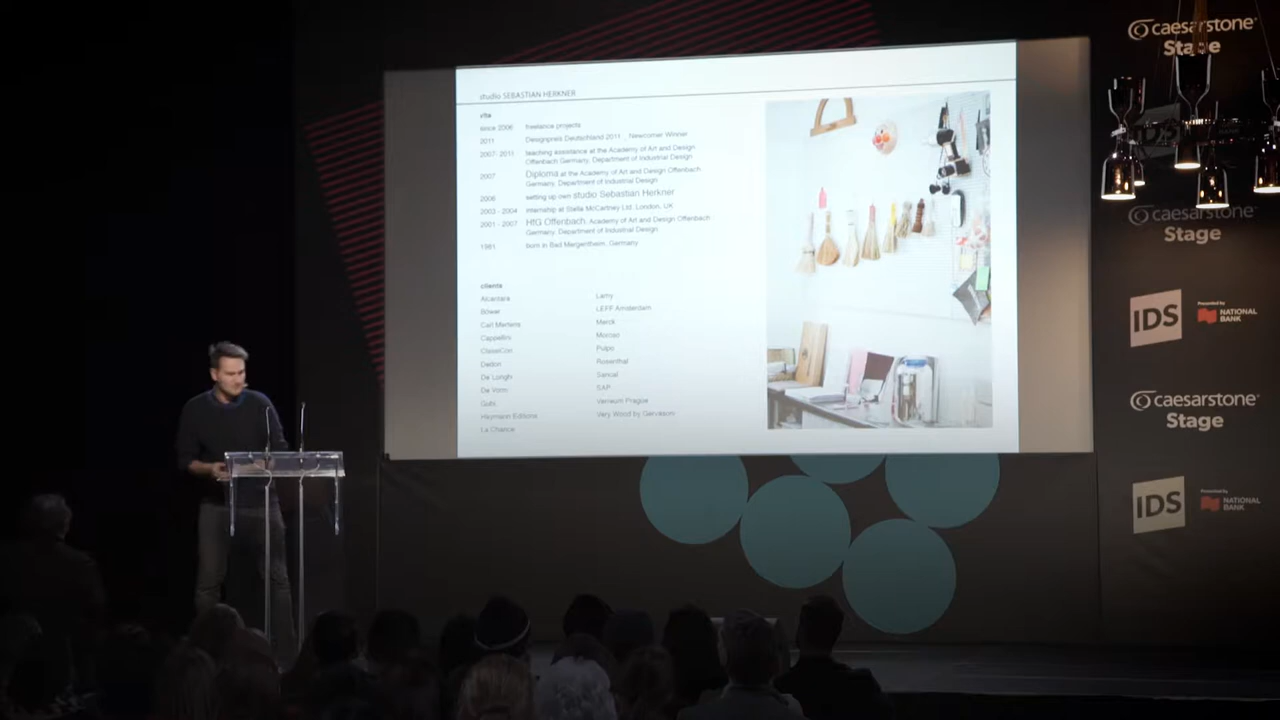 studio SEBASTIAN HERKNER
cv/bio
since 2006 freelance projects
2011 Designpreis Deutschland 2011 Newcomer Winner
2007- 2011 teaching assistance at the Academy of Art and Design
Offenbach Germany, Department of Industrial Design
2007 Diploma at the Academy of Art and Design Offenbach
Germany, Department of Industrial Design
2006 setting up own studio Sebastian Herkner
2003 - 2004 internship at Stella McCartney Ltd. London, UK
2001 - 2007 HfG Offenbach, Academy of Art and Design Offenbach
Germany, Department of Industrial Design
1981 born in Bad Mergentheim, Germany
clients
Alcantara
Böwer
Carl Mertens
Cappellini
ClassiCon
Dedon
De Longhi
De Vorm
Gubi
Haymann Editions
La Chance
Lamy
LEFF Amsterdam
Merck
Moroso
Pulpo
Rosenthal
Sancal
SAP
Verreum Prague
Very Wood by Gervasoni
caesarstone
Stage
IDS
caesarstone
Stage
IDS
Presented by
NATIONAL
BANK
caesarstone
Stage
IDS
Presented by
NATIONAL
BANK